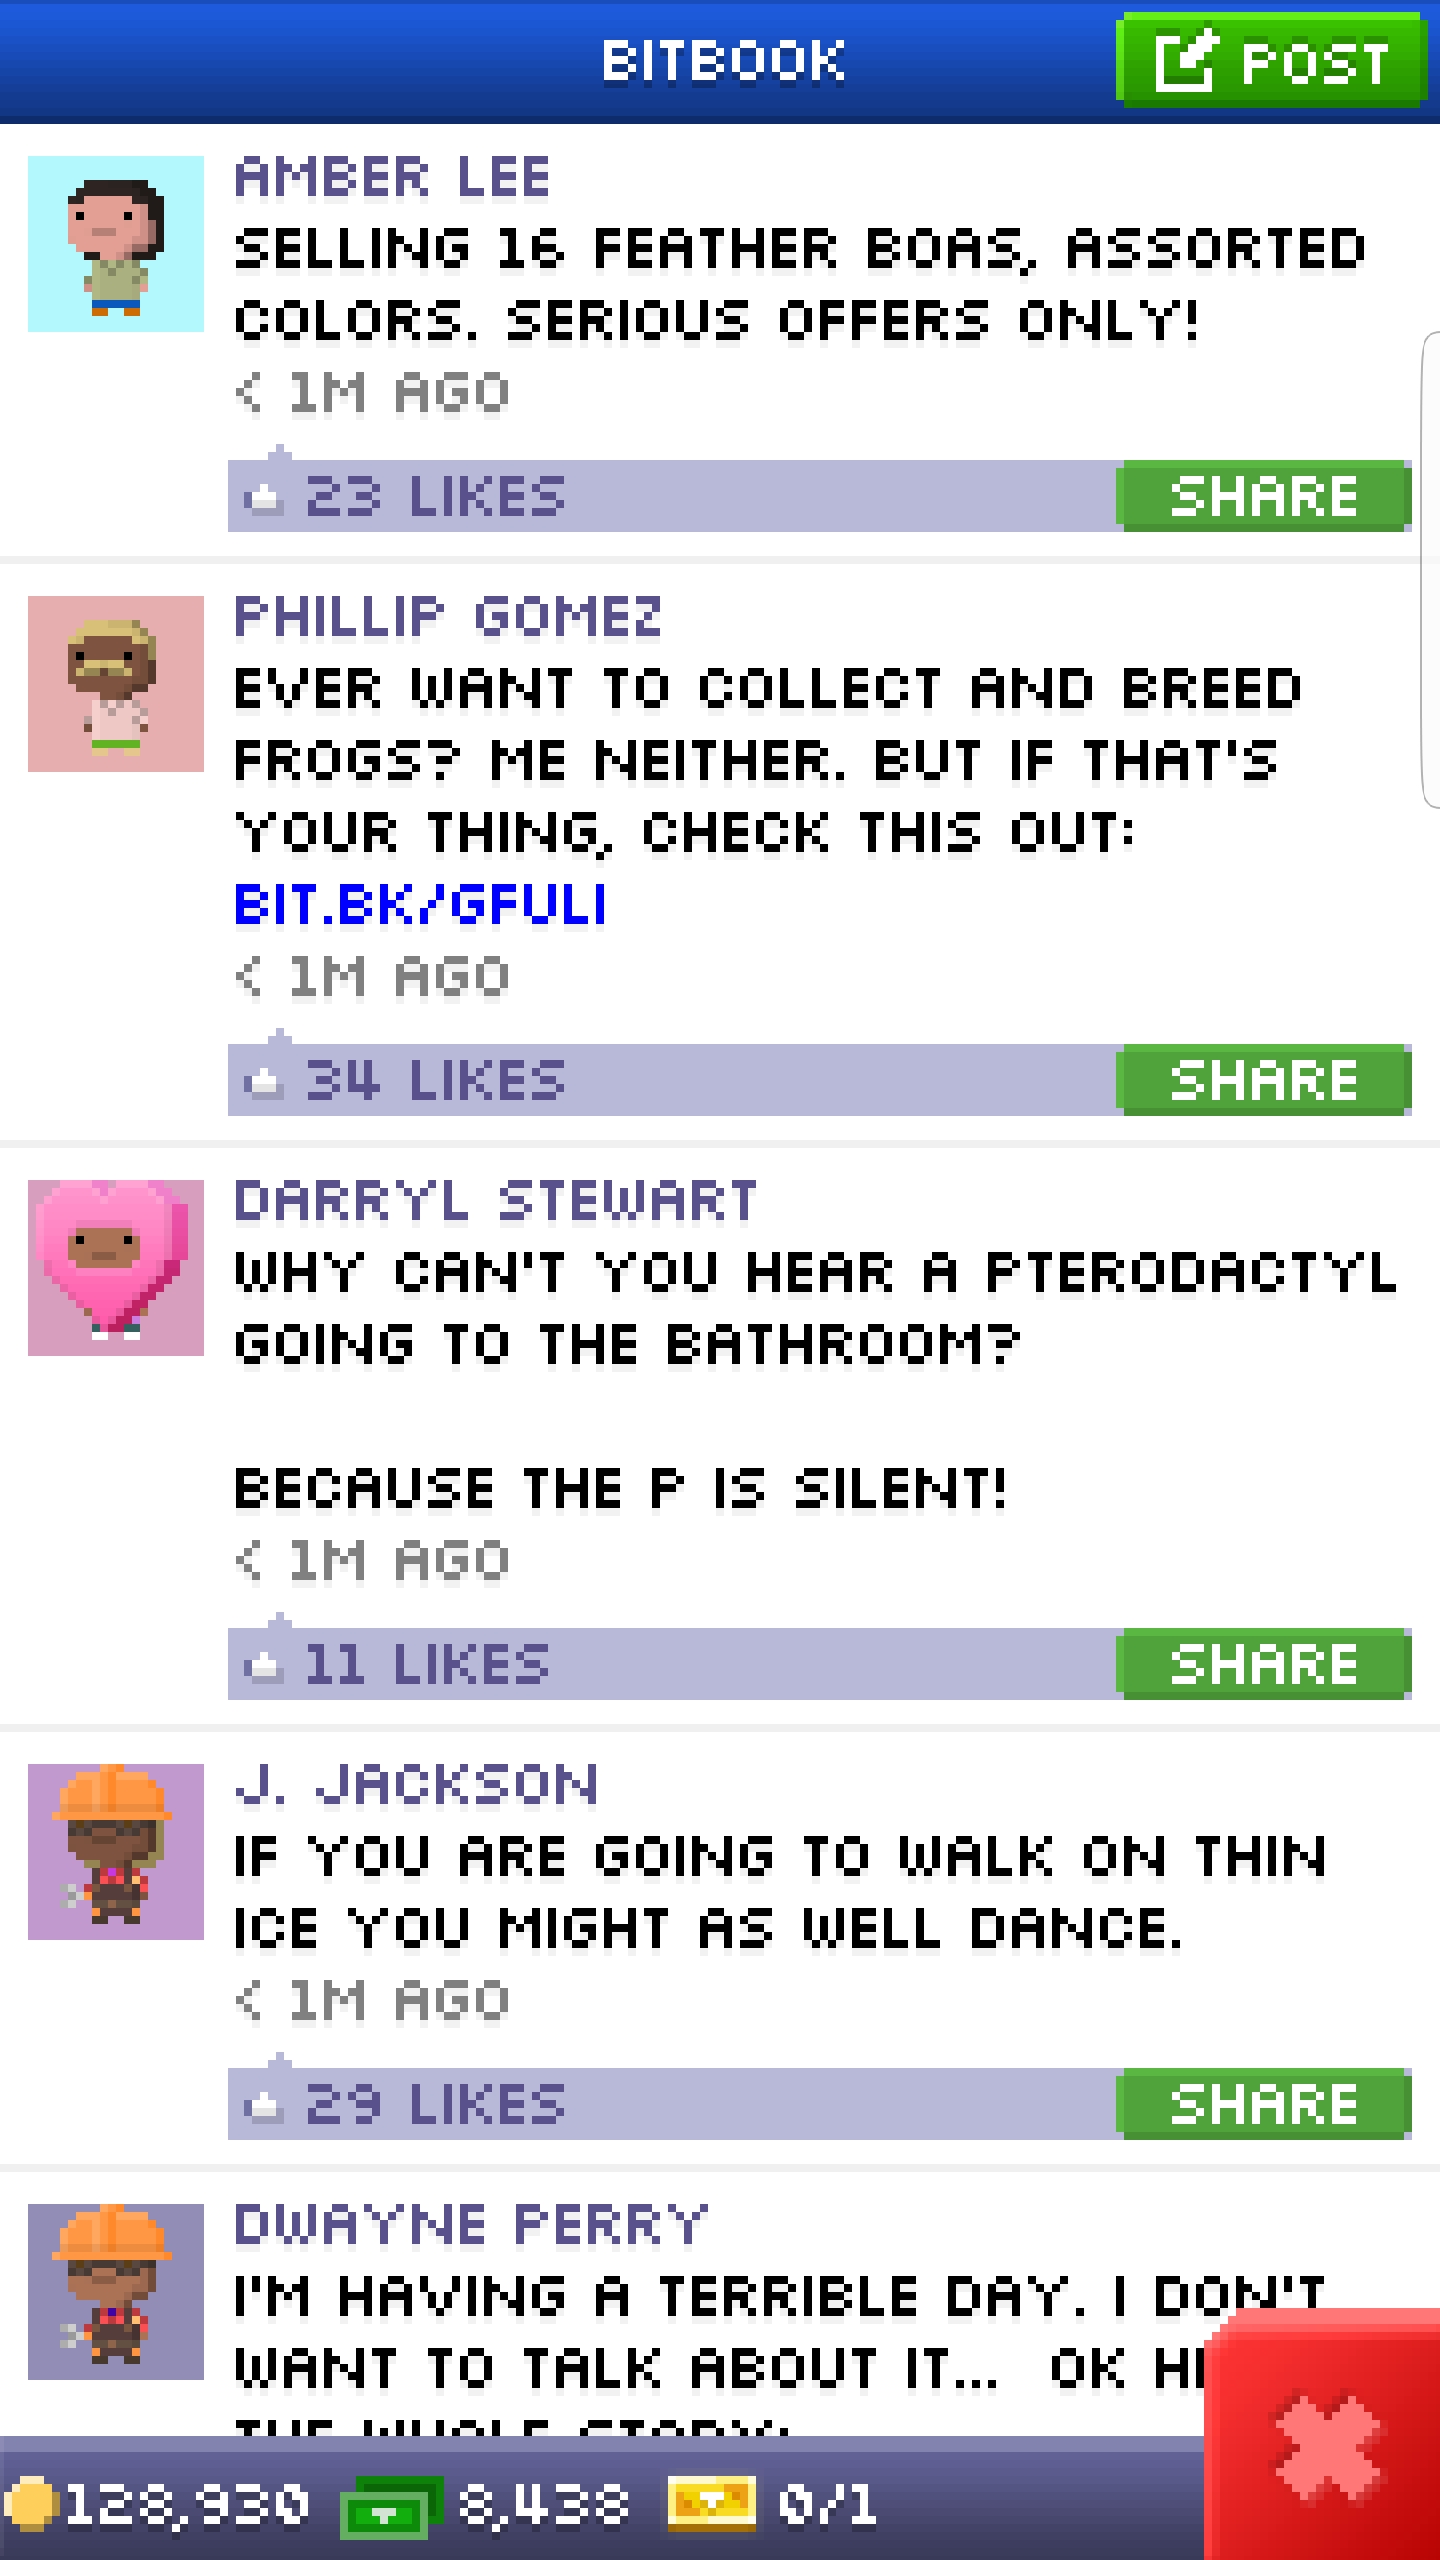 BITBOOK
POST
AMBER LEE
SELLING 16 FEATHER BOAS, ASSORTED
COLORS. SERIOUS OFFERS ONLY!
< 1M AGO
23 LIKES
SHARE
PHILLIP GOMEZ
EVER WANT TO COLLECT AND BREED
FROGS? ME NEITHER. BUT IF THAT'S
YOUR THING, CHECK THIS OUT:
BIT.BK/GFULI
< 1M AGO
34 LIKES
SHARE
DARRYL STEWART
WHY CAN'T YOU HEAR A PTERODACTYL
GOING TO THE BATHROOM?
BECAUSE THE P IS SILENT!
< 1M AGO
11 LIKES
SHARE
J. JACKSON
IF YOU ARE GOING TO WALK ON THIN
ICE YOU MIGHT AS WELL DANCE.
< 1M AGO
29 LIKES
SHARE
DWAYNE PERRY
I'M HAVING A TERRIBLE DAY. I DON'T
WANT TO TALK ABOUT IT... OK
THE WHOLE STORY:
128,930
8,438
0/1